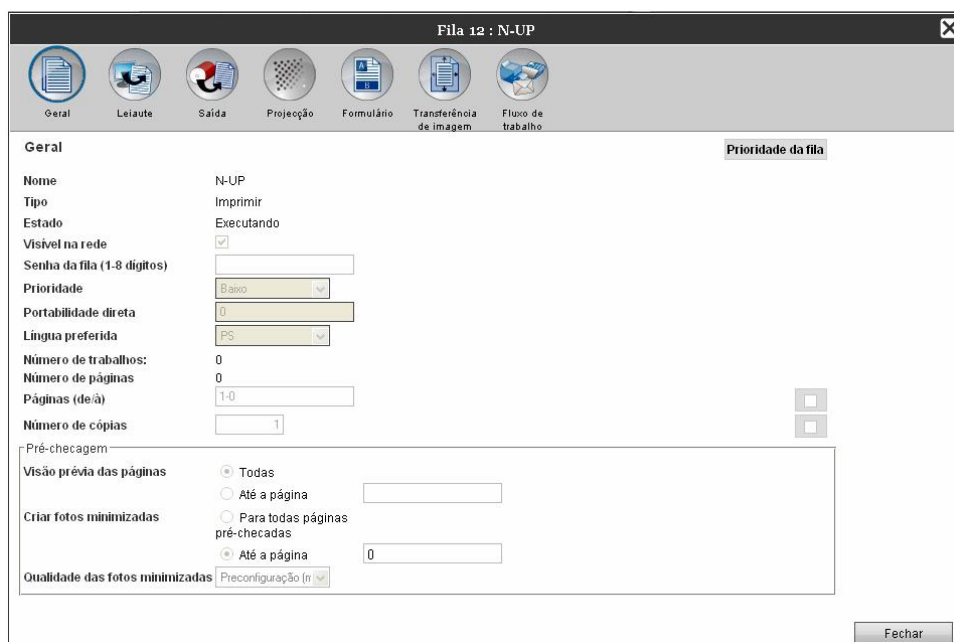 Fila 12 : N-UP
Geral
Leiaute
Saída
Projecção
Formulário
Transferência
de imagem
Fluxo de
trabalho
A
B
Geral
Prioridade da fila
Nome N-UP
Tipo Imprimir
Estado Executando
Visível na rede
Senha da fila (1-8 dígitos)
Prioridade Baixo
Portabilidade direta 0
Língua preferida PS
Número de trabalhos: 0
Número de páginas 0
Páginas (de/à) 1-0
Número de cópias 1
Pré-checagem
Visão prévia das páginas Todas
Até a página
Criar fotos minimizadas Para todas páginas
pré-checadas
Até a página 0
Qualidade das fotos minimizadas Preconfiguração (
Fechar